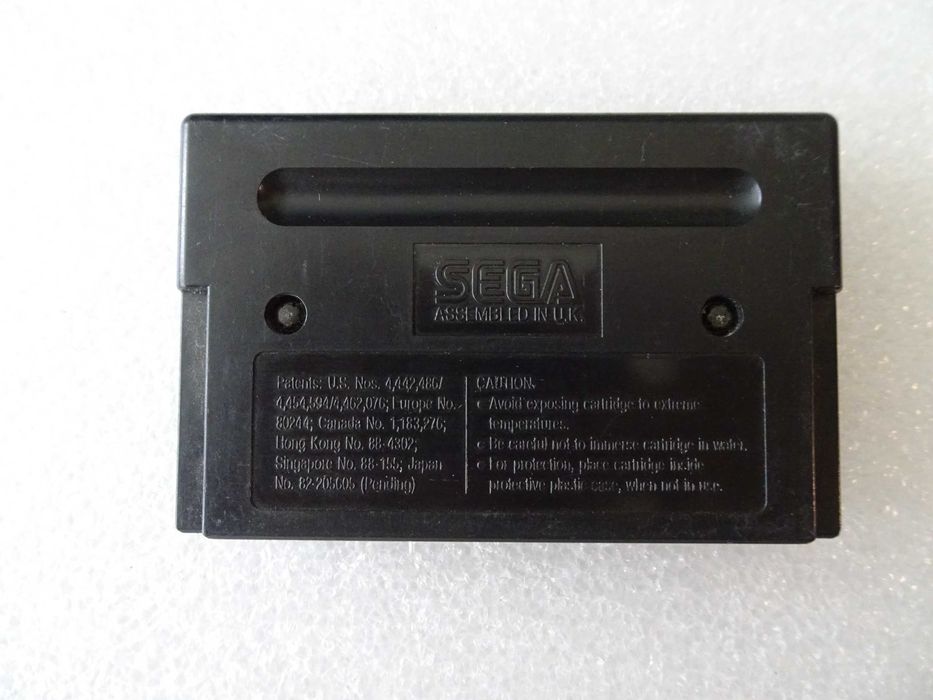 SEGA
ASSEMBLED IN U.K.
Patents: U.S. Nos. 4,442,486/
4,454,594/4,462,076; Europe No.
80244; Canada No. 1,183,276;
Hong Kong No. 88-4302;
Singapore No. 88-155; Japan
No. 82-205605 (Pending)
CAUTION:
• Avoid exposing cartridge to extreme
temperatures.
• Be careful not to immerse cartridge in water.
• For protection, place cartridge inside
protective plastic case, when not in use.